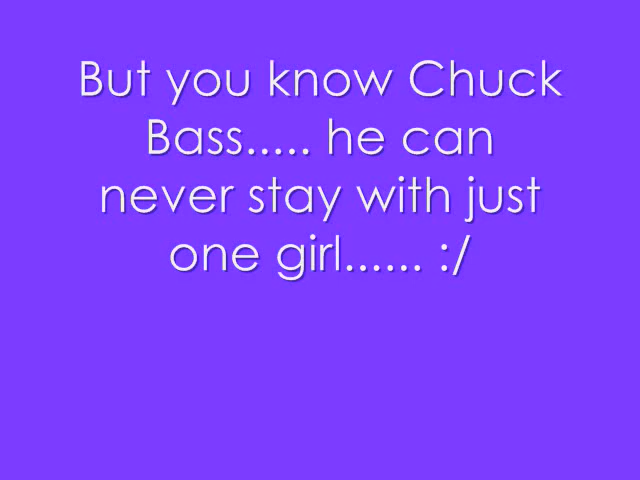 But you know Chuck
Bass..... he can
never stay with just
one girl...... :/